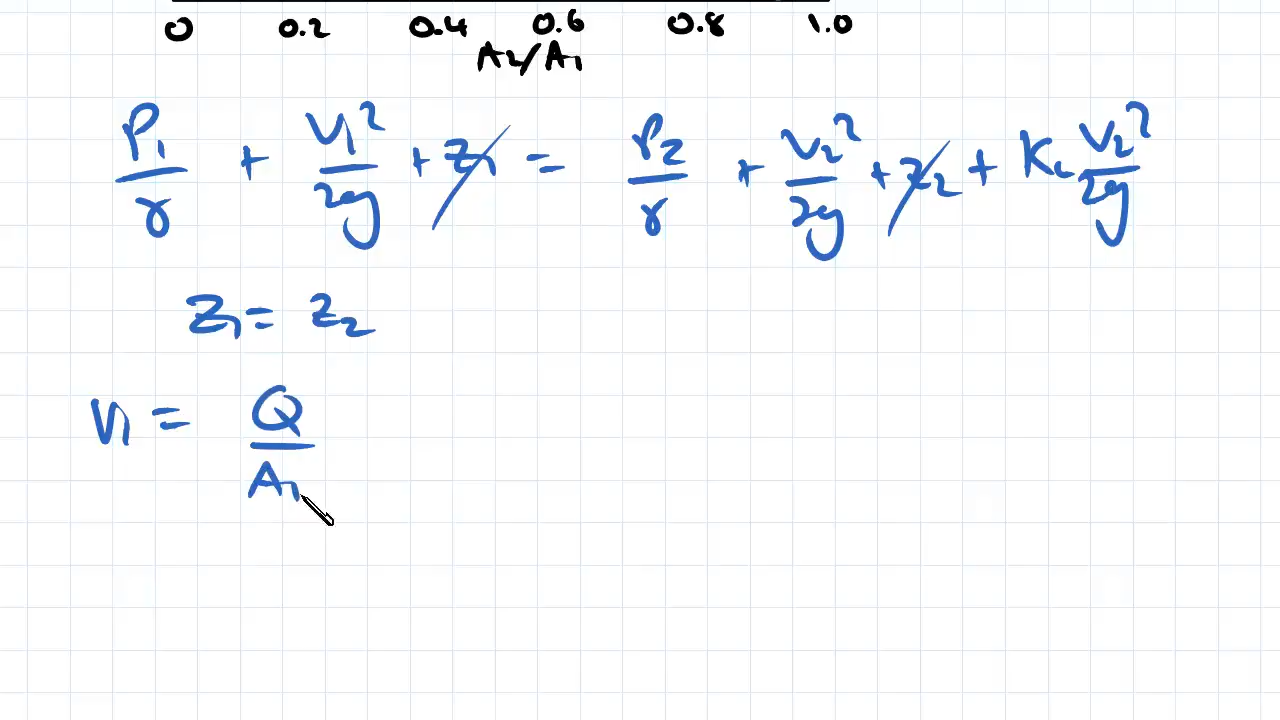 0 0.2 0.4 0.6 0.8 1.0
A2/A1
P1/γ + V1²/2g + z1 = P2/γ + V2²/2g + z2 + KL V2²/2g
z1 = z2
V1 = Q/A1